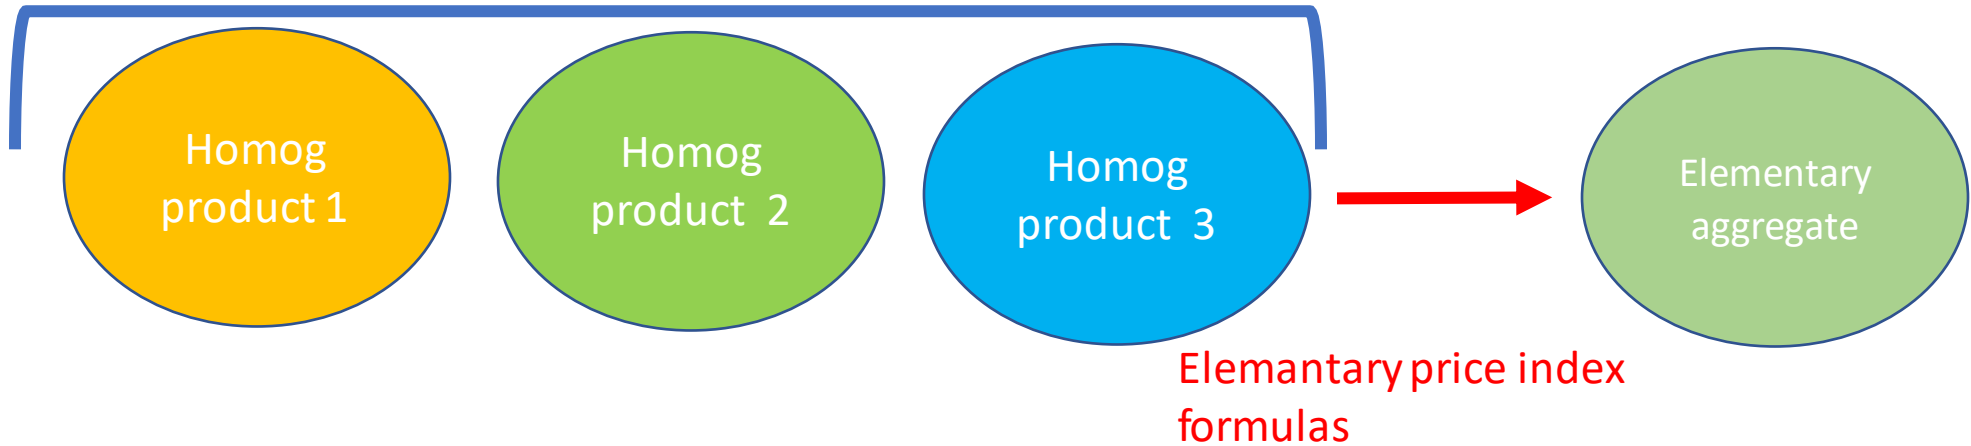 Homog
product 1
Homog
product 2
Homog
product 3
Elementary
aggregate
Elemantary price index
formulas